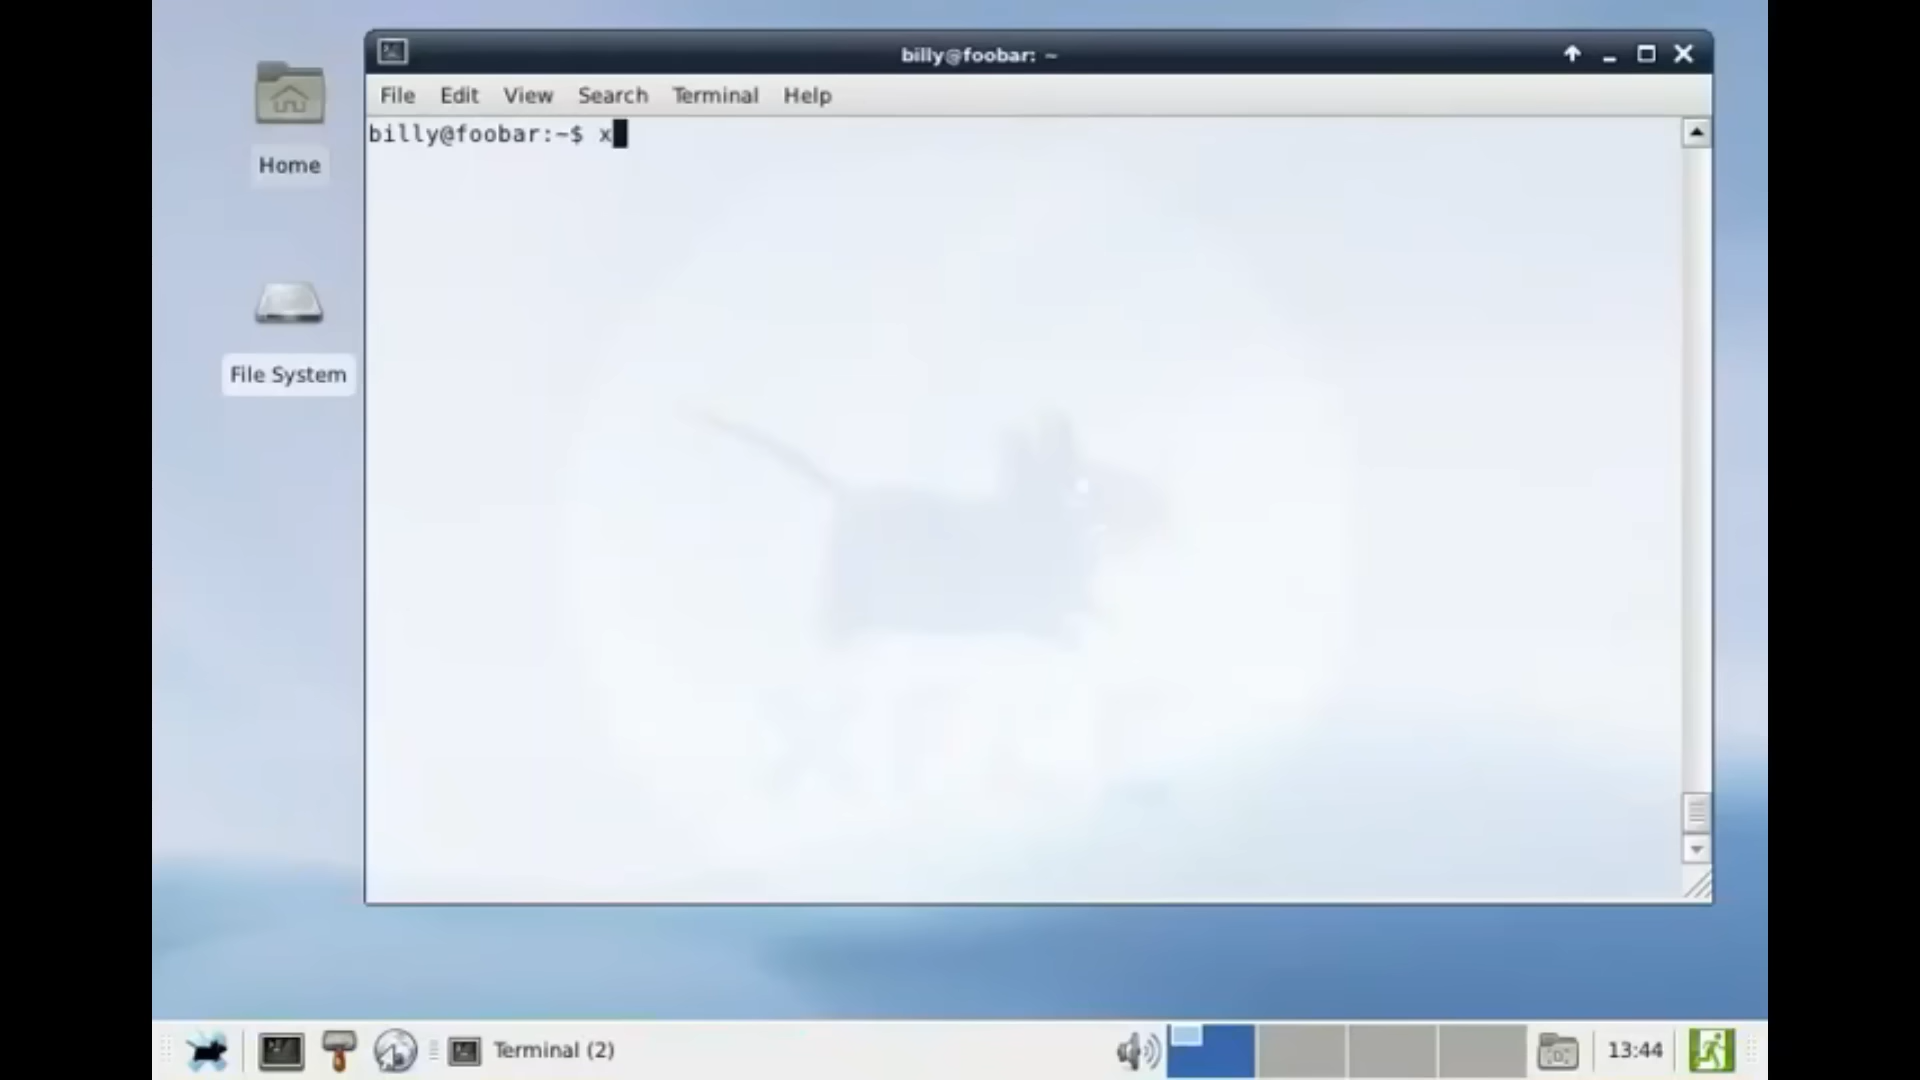 billy@foobar: ~
File Edit View Search Terminal Help
billy@foobar:~$ x
Home
File System
Terminal (2)
13:44